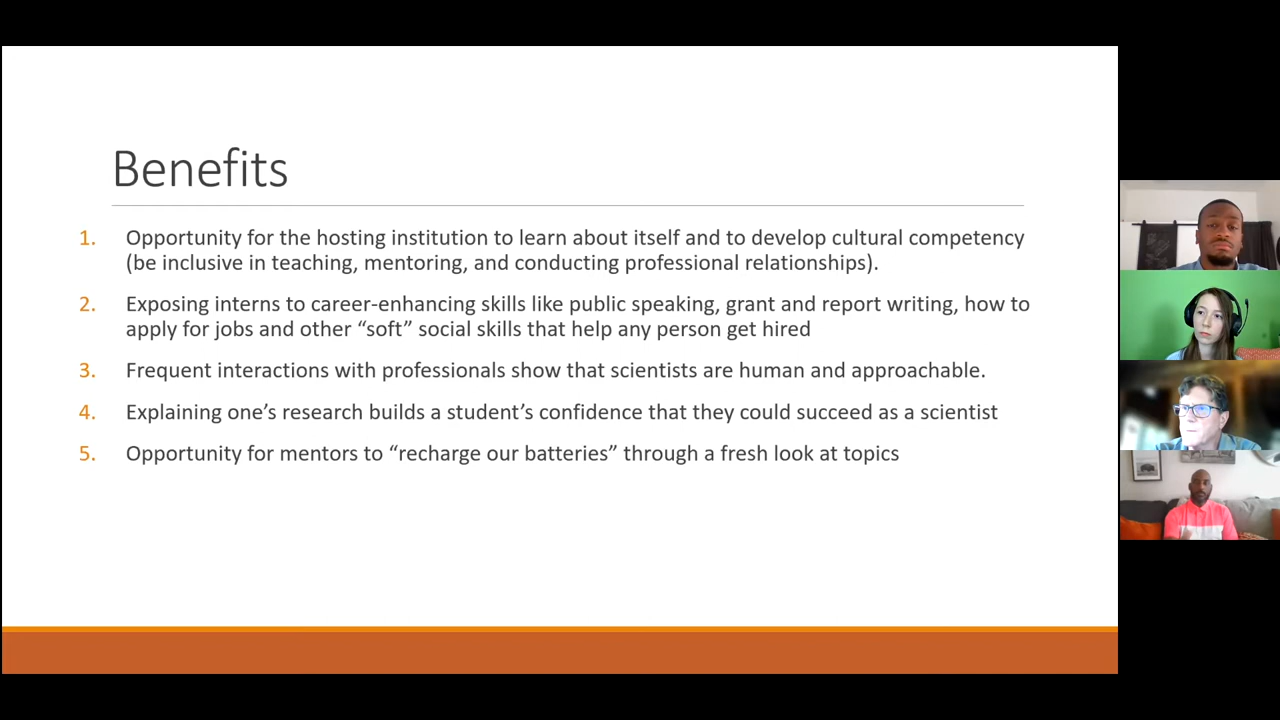 Benefits
1. Opportunity for the hosting institution to learn about itself and to develop cultural competency
(be inclusive in teaching, mentoring, and conducting professional relationships).
2. Exposing interns to career-enhancing skills like public speaking, grant and report writing, how to
apply for jobs and other “soft” social skills that help any person get hired
3. Frequent interactions with professionals show that scientists are human and approachable.
4. Explaining one’s research builds a student’s confidence that they could succeed as a scientist
5. Opportunity for mentors to “recharge our batteries” through a fresh look at topics